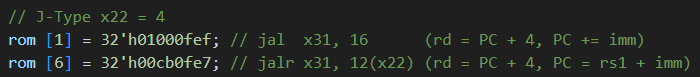 // J-Type x22 = 4
rom [1] = 32'h01000fef; // jal  x31, 16      (rd = PC + 4, PC += imm)
rom [6] = 32'h00cb0fe7; // jalr x31, 12(x22) (rd = PC + 4, PC = rs1 + imm)